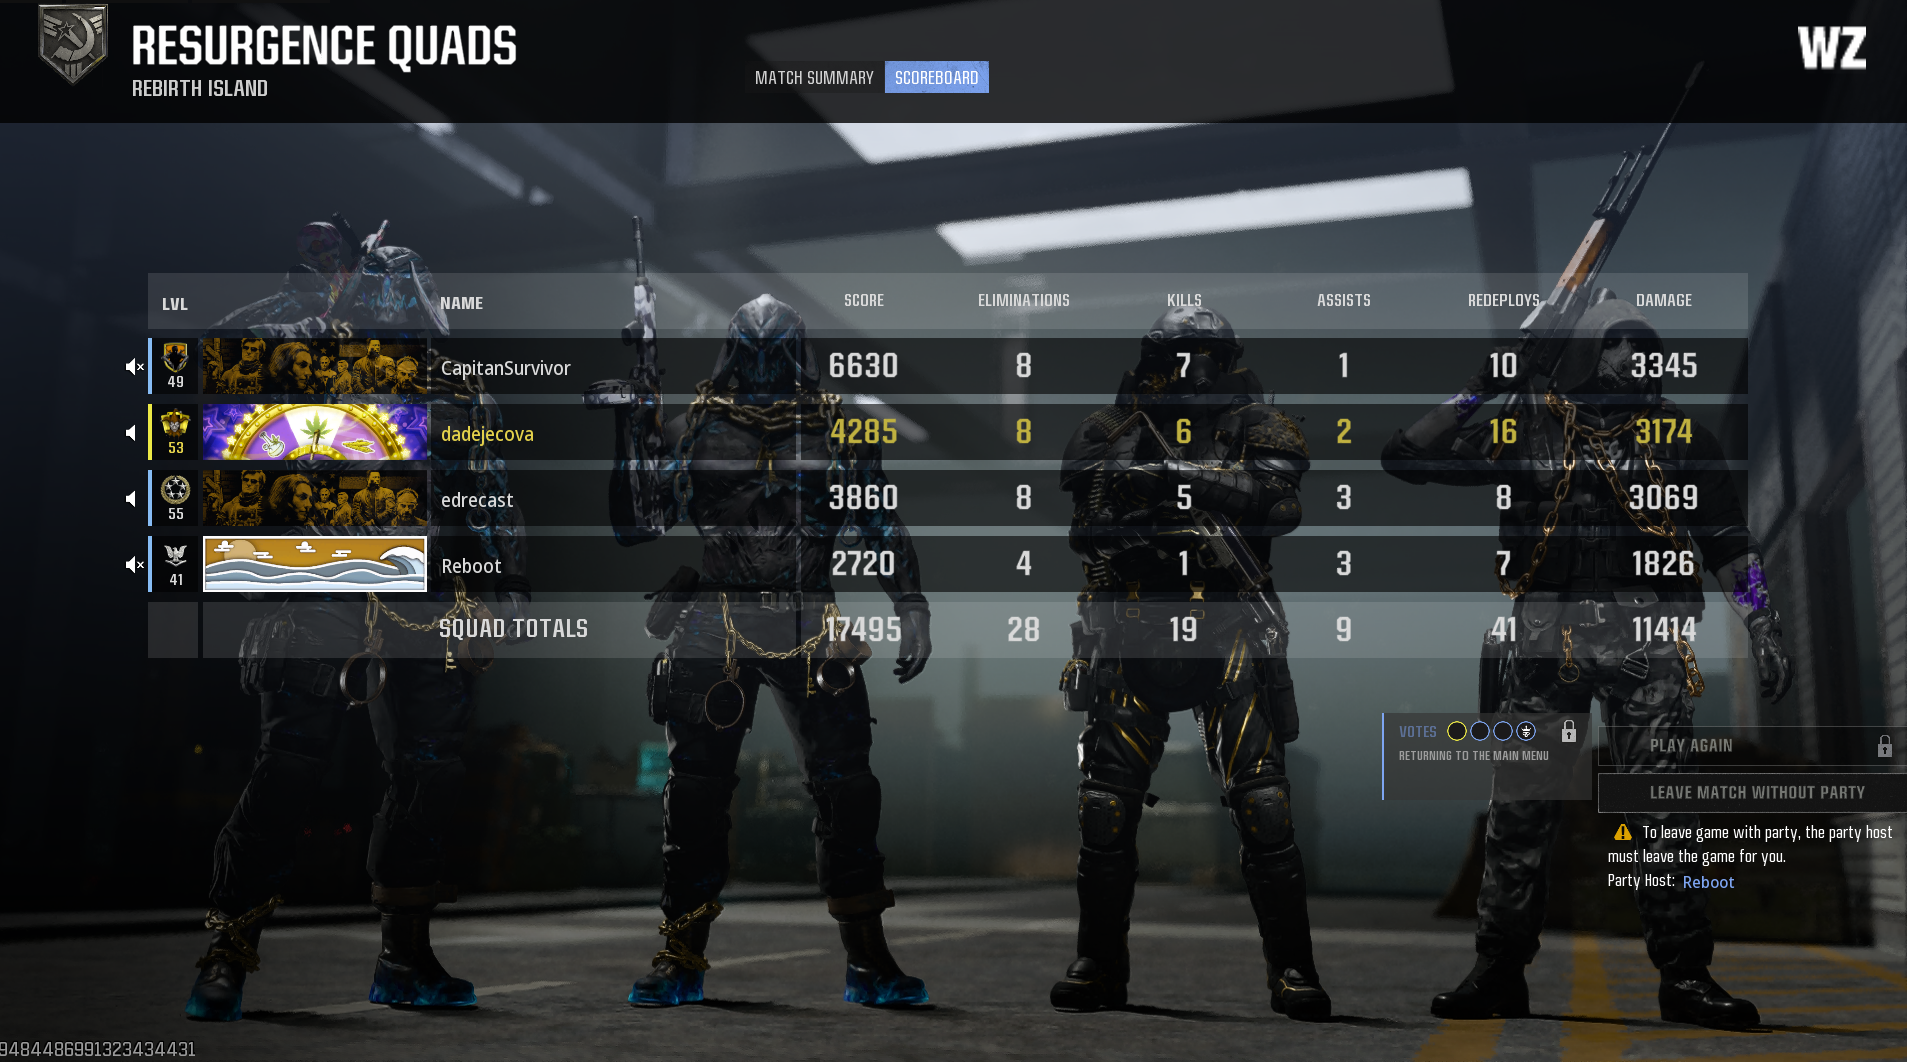 RESURGENCE QUADS
REBIRTH ISLAND
MATCH SUMMARY SCOREBOARD
WZ
LVL NAME SCORE ELIMINATIONS KILLS ASSISTS REDEPLOYS DAMAGE
49 CapitanSurvivor 6630 8 7 1 10 3345
53 dadejecova 4285 8 6 2 16 3174
55 edrecast 3860 8 5 3 8 3069
41 Reboot 2720 4 1 3 7 1826
SQUAD TOTALS 17495 28 19 9 41 11414
VOTES
RETURNING TO THE MAIN MENU
PLAY AGAIN
LEAVE MATCH WITHOUT PARTY
To leave game with party, the party host
must leave the game for you.
Party Host: Reboot
9484486991323434431